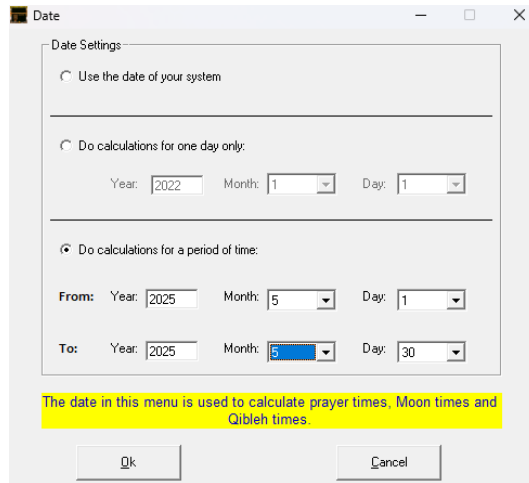 Date
Date Settings
Use the date of your system
Do calculations for one day only:
Year: 2022 Month: 1 Day: 1
Do calculations for a period of time:
From: Year: 2025 Month: 5 Day: 1
To: Year: 2025 Month: 5 Day: 30
The date in this menu is used to calculate prayer times, Moon times and
Qibleh times.
Ok Cancel